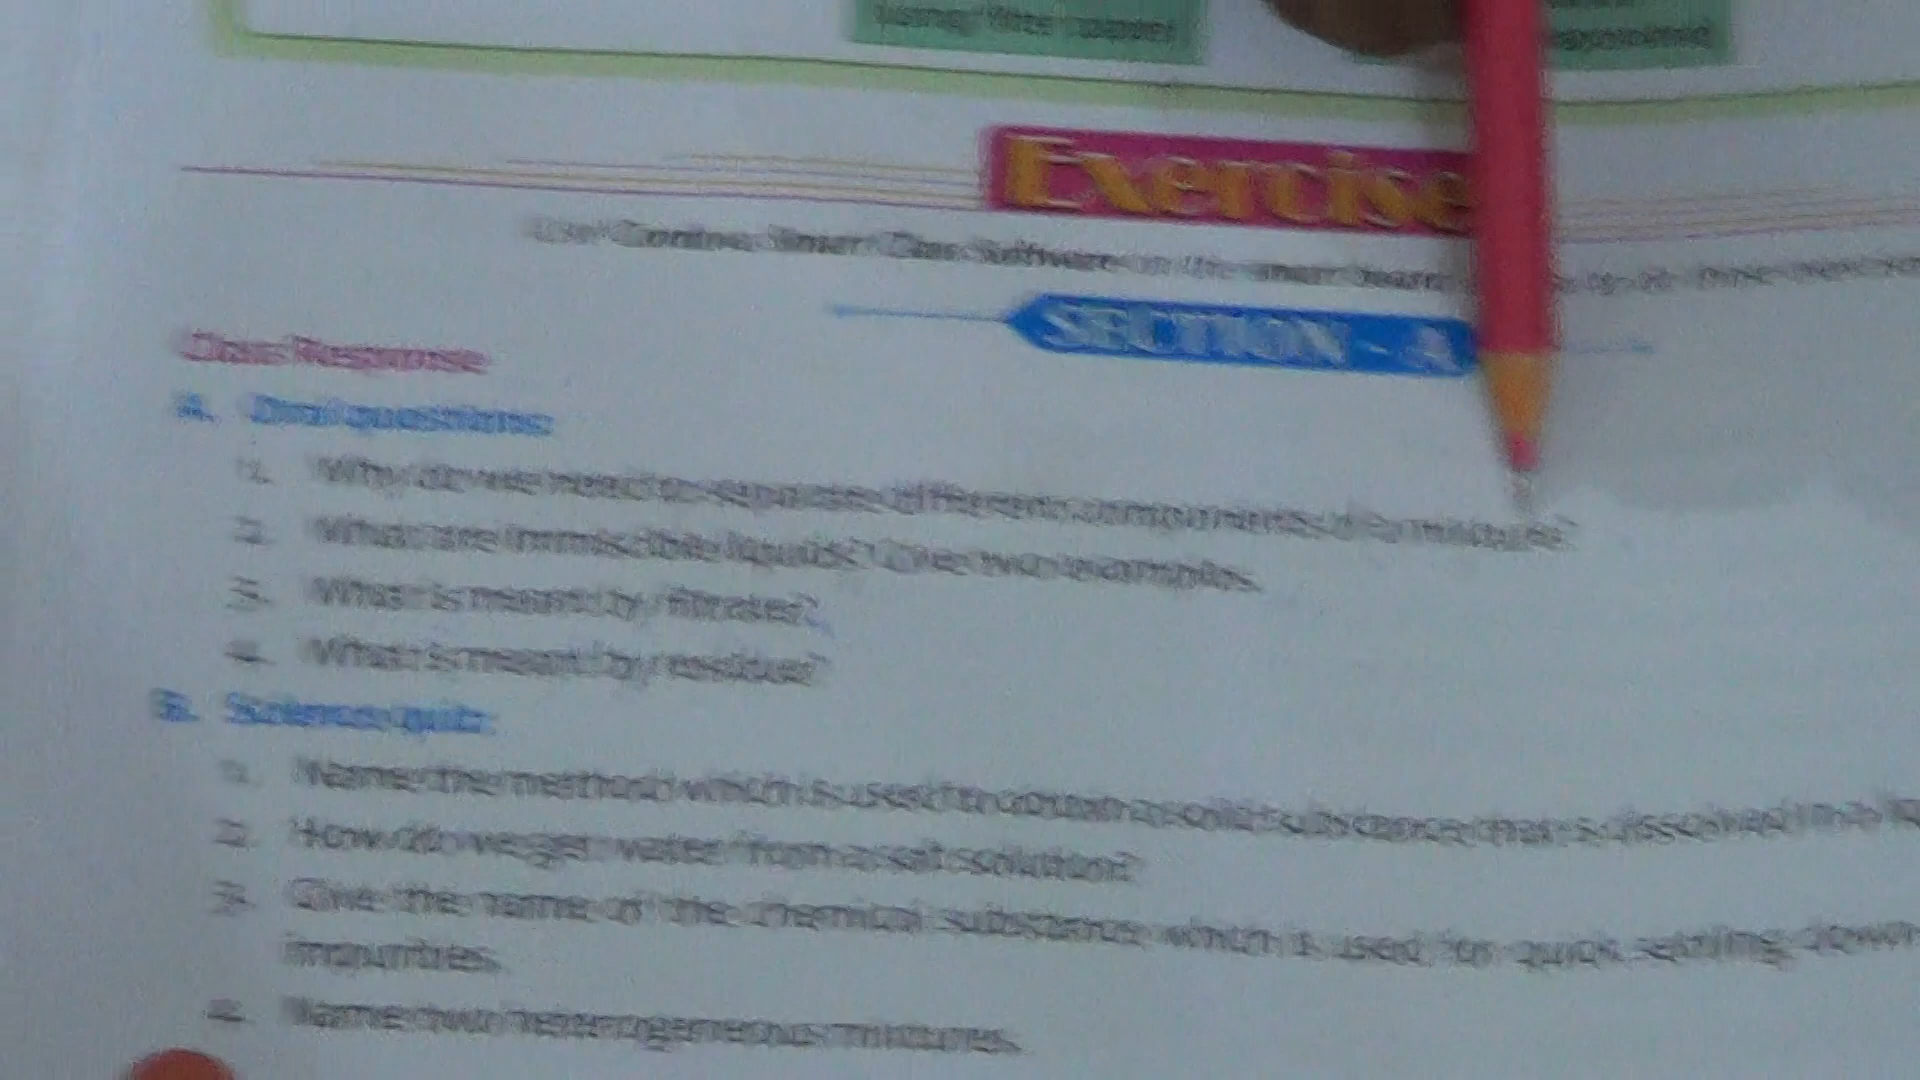 Exercise
SECTION - A
Class Response
A. Oral questions:
1. Why do we need to separate different components of a mixture?
2. What are immiscible liquids? Give two examples.
3. What is meant by filtrate?
4. What is meant by residue?
B. Science quiz:
1. Name the method which is used to obtain a solid substance that is dissolved in a
2. How do we get water from a salt solution?
3. Give the name of the chemical substance which is used for quick settling down
impurities.
4. Name two heterogeneous mixtures.